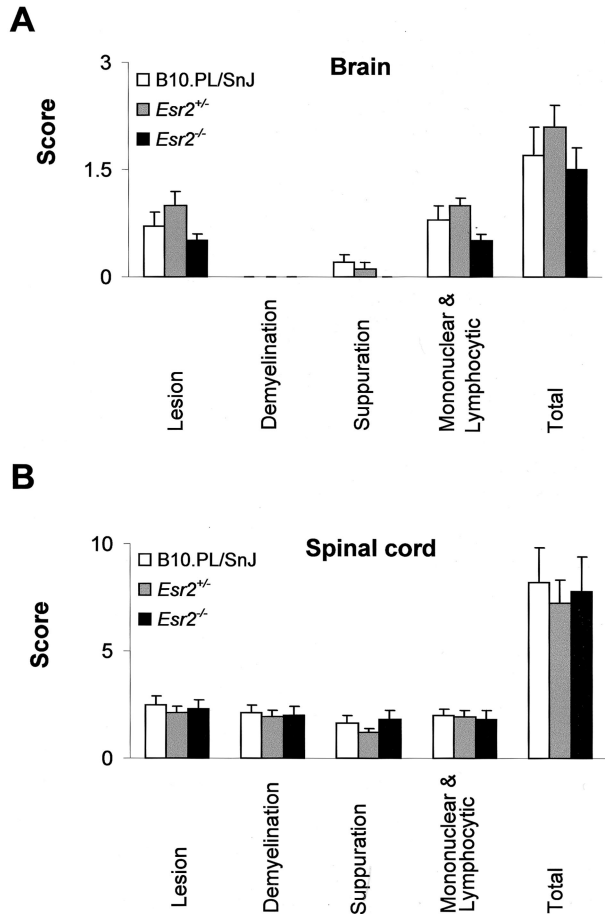 A
Brain
Score
3
1.5
0
B10.PL/SnJ
Esr2+/-
Esr2-/-
Lesion
Demyelination
Suppuration
Mononuclear &
Lymphocytic
Total
B
Spinal cord
Score
10
5
0
B10.PL/SnJ
Esr2+/-
Esr2-/-
Lesion
Demyelination
Suppuration
Mononuclear &
Lymphocytic
Total